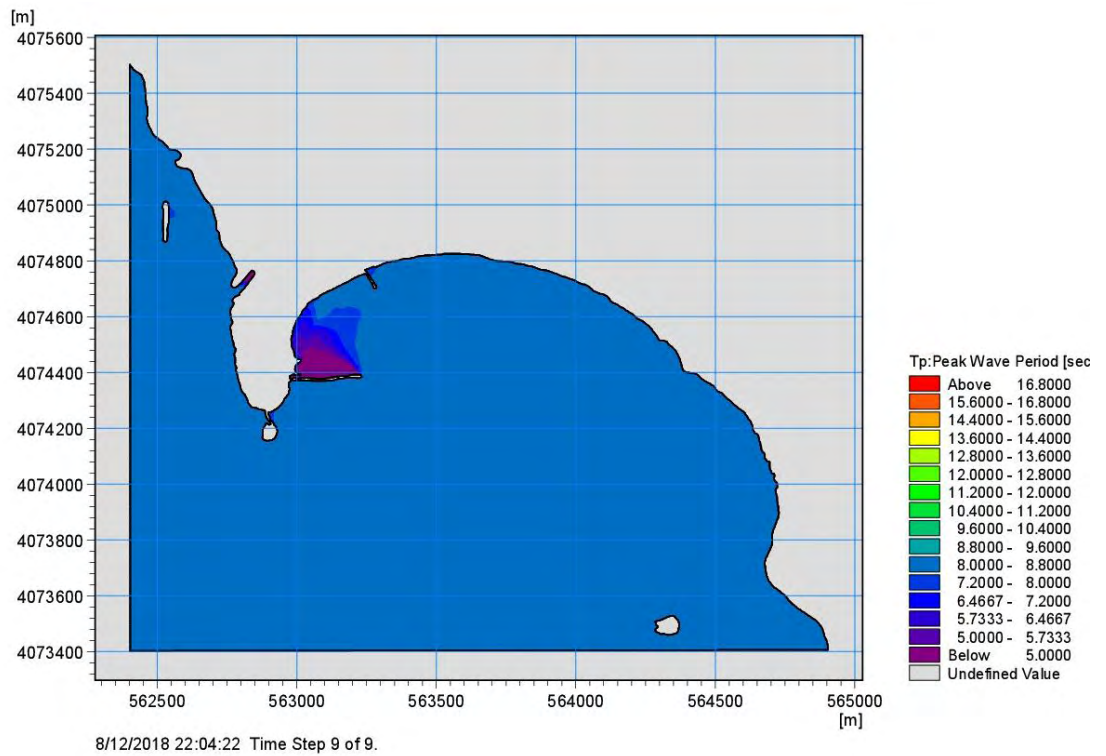 [m]
4075600
4075400
4075200
4075000
4074800
4074600
4074400
4074200
4074000
4073800
4073600
4073400
562500 563000 563500 564000 564500 565000
[m]
8/12/2018 22:04:22 Time Step 9 of 9.
Tp:Peak Wave Period [sec
Above 16.8000
15.6000 - 16.8000
14.4000 - 15.6000
13.6000 - 14.4000
12.8000 - 13.6000
12.0000 - 12.8000
11.2000 - 12.0000
10.4000 - 11.2000
9.6000 - 10.4000
8.8000 - 9.6000
8.0000 - 8.8000
7.2000 - 8.0000
6.4667 - 7.2000
5.7333 - 6.4667
5.0000 - 5.7333
Below 5.0000
Undefined Value